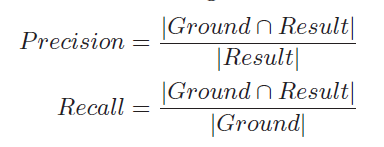 Precision = |Ground ∩ Result| / |Result|
Recall = |Ground ∩ Result| / |Ground|